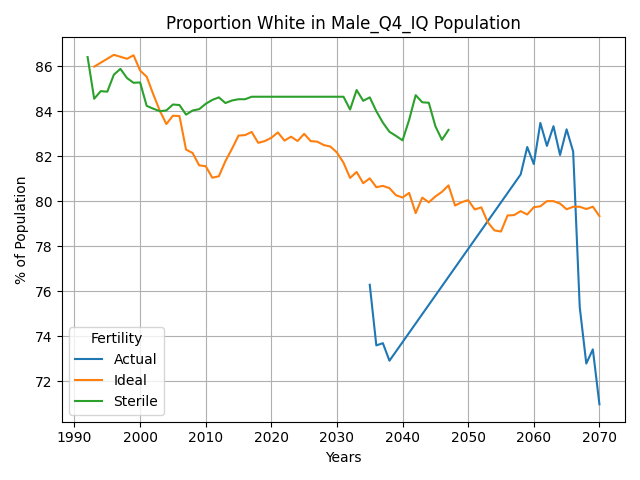 Proportion White in Male_Q4_IQ Population
% of Population
86
84
82
80
78
76
74
72
Fertility
Actual
Ideal
Sterile
1990 2000 2010 2020 2030 2040 2050 2060 2070
Years